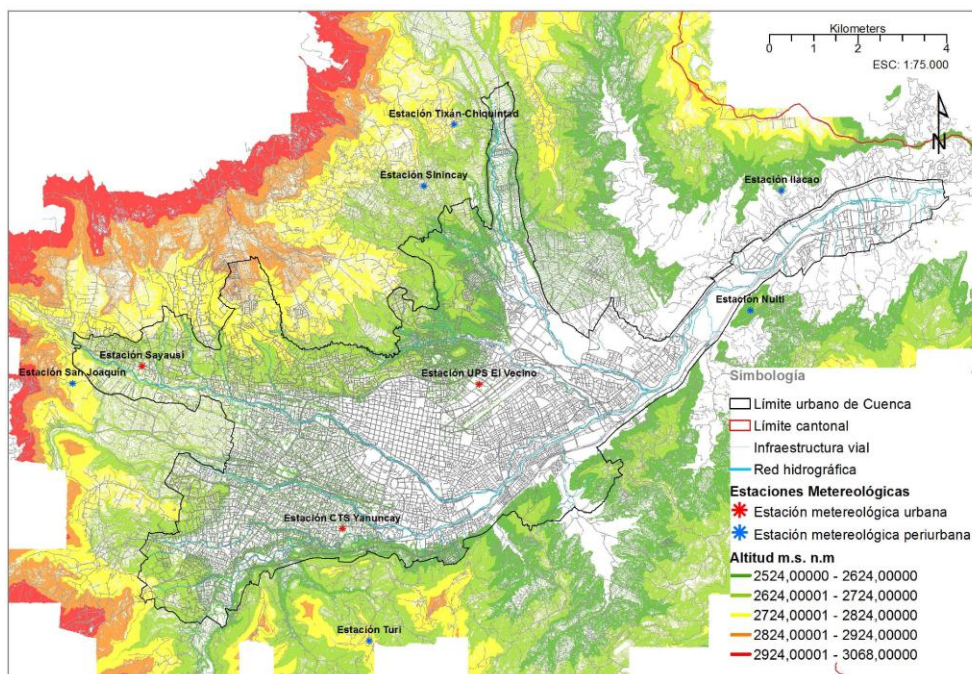 Kilometers
0 1 2 4
ESC: 1:75.000
N
Estación Tixán-Chiquintad
Estación Sinincay
Estación Ilacao
Estación Nulti
Estación Sayausí
Estación San Joaquín
Estación UPS El Vecino
Estación CTS Yanuncay
Estación Turi
Simbología
Límite urbano de Cuenca
Límite cantonal
Infraestructura vial
Red hidrográfica
Estaciones Metereológicas
Estación metereológica urbana
Estación metereológica periurbana
Altitud m.s. n.m
2524,00000 - 2624,00000
2624,00001 - 2724,00000
2724,00001 - 2824,00000
2824,00001 - 2924,00000
2924,00001 - 3068,00000